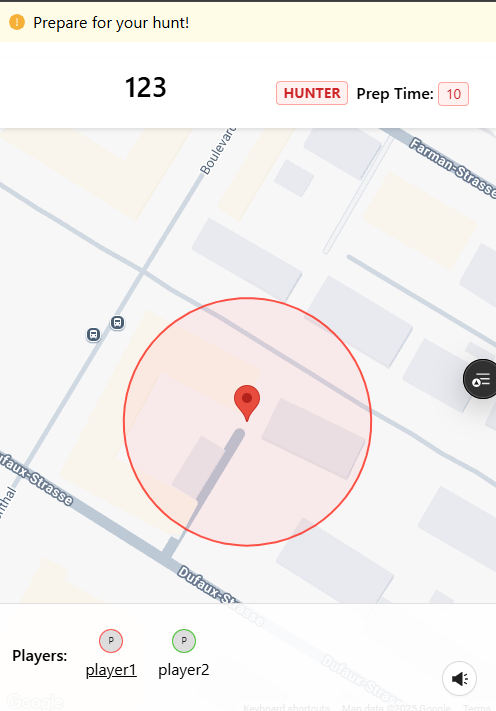 Prepare for your hunt!
123
HUNTER Prep Time: 10
Boulevard
Farman-Strasse
Dufaux-Strasse
Dufaux-Strasse
Dufaux-Strasse
Players:
P
player1
P
player2
Google
Keyboard shortcuts Map data ©2025 Google Terms